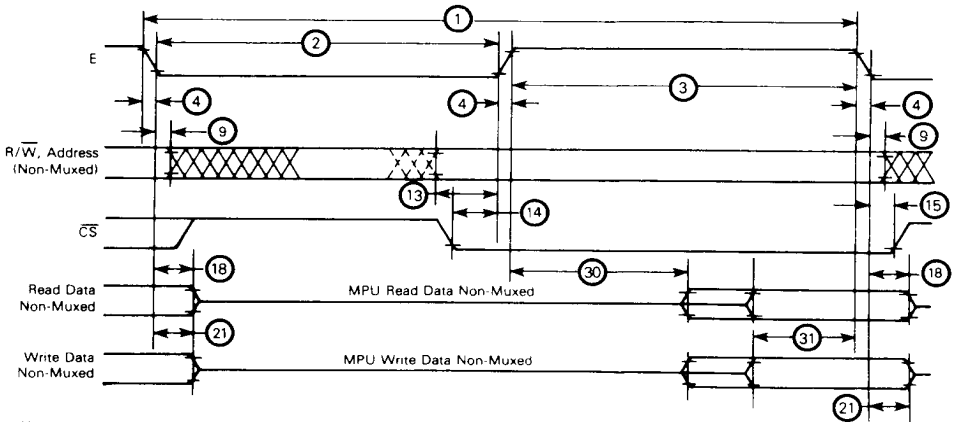 1
2
E
3
4
4
4
9
9
R/W̅, Address
(Non-Muxed)
13
14
15
C̅S̅
18
30
18
Read Data
Non-Muxed
MPU Read Data Non-Muxed
21
31
Write Data
Non-Muxed
MPU Write Data Non-Muxed
21